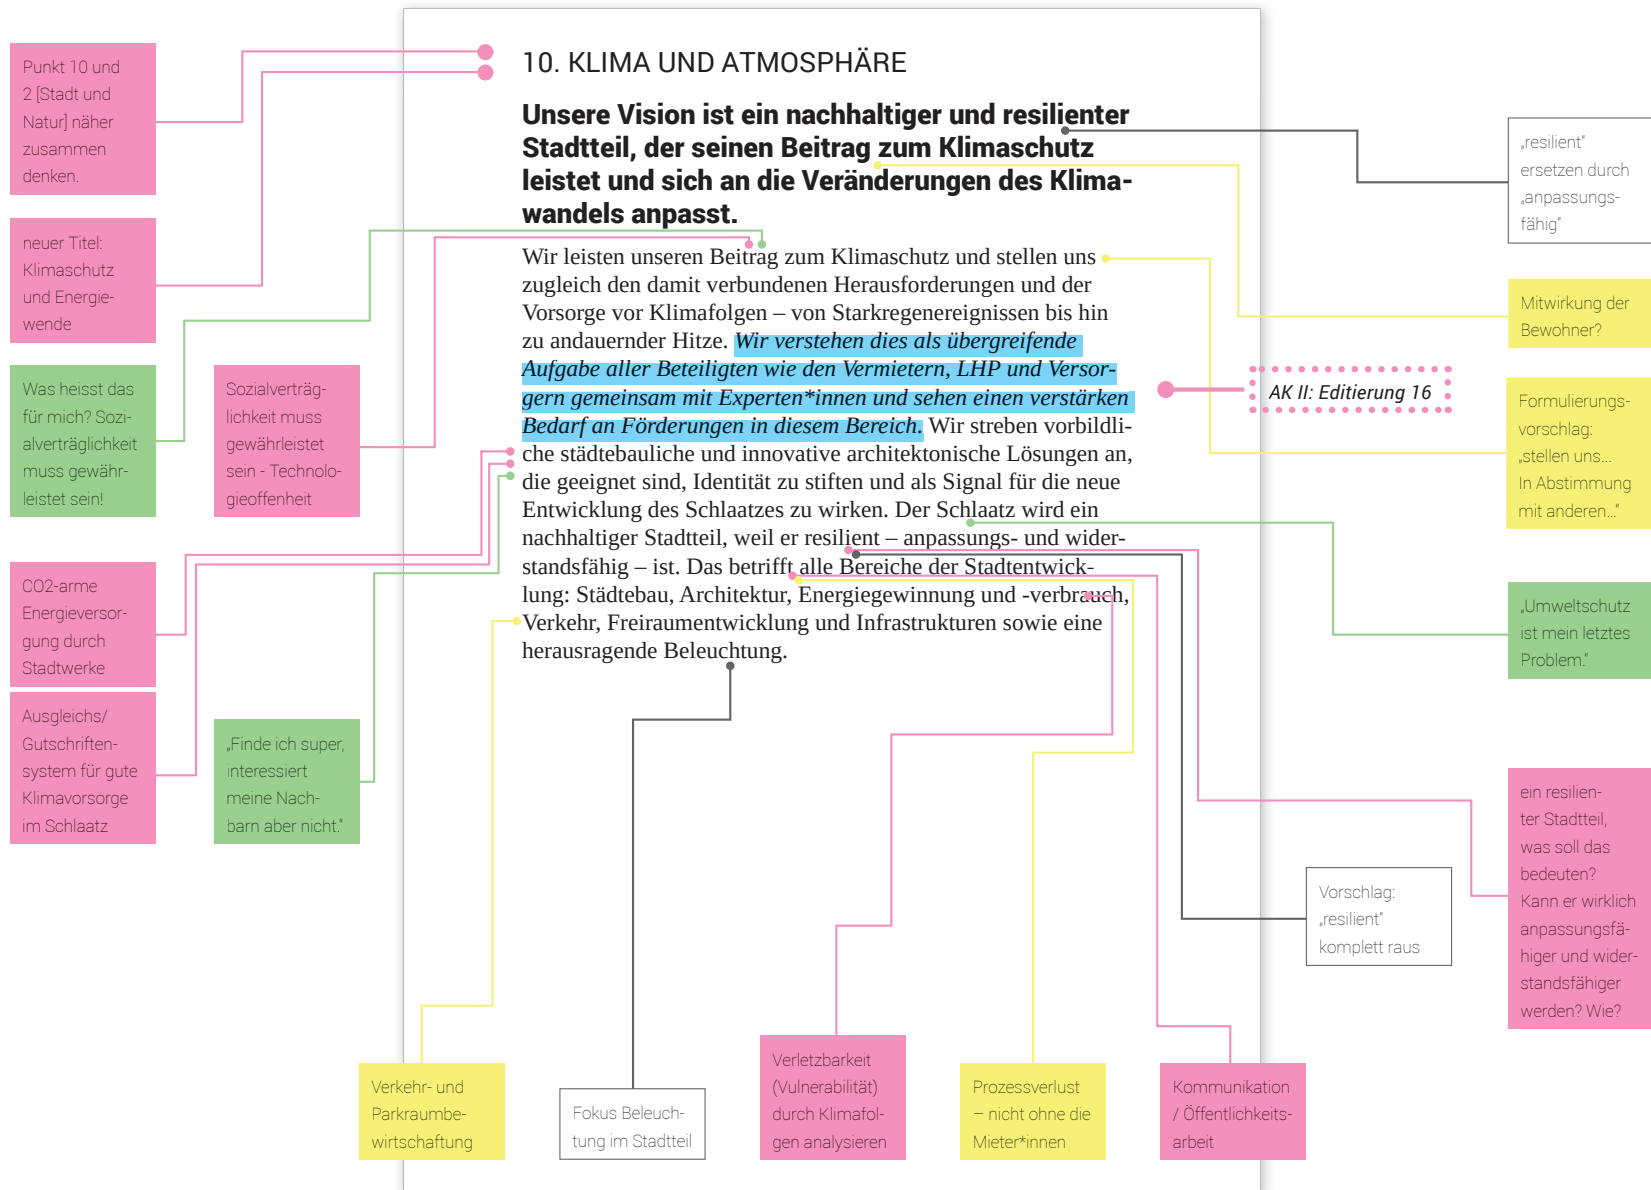 10. KLIMA UND ATMOSPHÄRE
Unsere Vision ist ein nachhaltiger und resilienter
Stadtteil, der seinen Beitrag zum Klimaschutz
leistet und sich an die Veränderungen des Klima-
wandels anpasst.
Wir leisten unseren Beitrag zum Klimaschutz und stellen uns
zugleich den damit verbundenen Herausforderungen und der
Vorsorge vor Klimafolgen – von Starkregenereignissen bis hin
zu andauernder Hitze. Wir verstehen dies als übergreifende
Aufgabe aller Beteiligten wie den Vermietern, LHP und Versor-
gern gemeinsam mit Experten*innen und sehen einen verstärken
Bedarf an Förderungen in diesem Bereich. Wir streben vorbildli-
che städtebauliche und innovative architektonische Lösungen an,
die geeignet sind, Identität zu stiften und als Signal für die neue
Entwicklung des Schlaatzes zu wirken. Der Schlaatz wird ein
nachhaltiger Stadtteil, weil er resilient – anpassungs- und wider-
standsfähig – ist. Das betrifft alle Bereiche der Stadtentwick-
lung: Städtebau, Architektur, Energiegewinnung und -verbrauch,
Verkehr, Freiraumentwicklung und Infrastrukturen sowie eine
herausragende Beleuchtung.
Punkt 10 und
2 [Stadt und
Natur] näher
zusammen
denken.
neuer Titel:
Klimaschutz
und Energie-
wende
Was heisst das
für mich? Sozi-
alverträglichkeit
muss gewähr-
leistet sein!
Sozialverträg-
lichkeit muss
gewährleistet
sein - Technolo-
gieoffenheit
CO2-arme
Energieversor-
gung durch
Stadtwerke
Ausgleichs/
Gutschriften-
system für gute
Klimavorsorge
im Schlaatz
„Finde ich super,
interessiert
meine Nach-
barn aber nicht.“
„resilient“
ersetzen durch
„anpassungs-
fähig“
Mitwirkung der
Bewohner?
AK II: Editierung 16
Formulierungs-
vorschlag:
„stellen uns...
In Abstimmung
mit anderen...“
„Umweltschutz
ist mein letztes
Problem.“
ein resilien-
ter Stadtteil,
was soll das
bedeuten?
Kann er wirklich
anpassungsfä-
higer und wider-
standsfähiger
werden? Wie?
Vorschlag:
„resilient“
komplett raus
Verkehr- und
Parkraumbe-
wirtschaftung
Fokus Beleuch-
tung im Stadtteil
Verletzbarkeit
(Vulnerabilität)
durch Klimafol-
gen analysieren
Prozessverlust
– nicht ohne die
Mieter*innen
Kommunikation
/ Öffentlichkeits-
arbeit